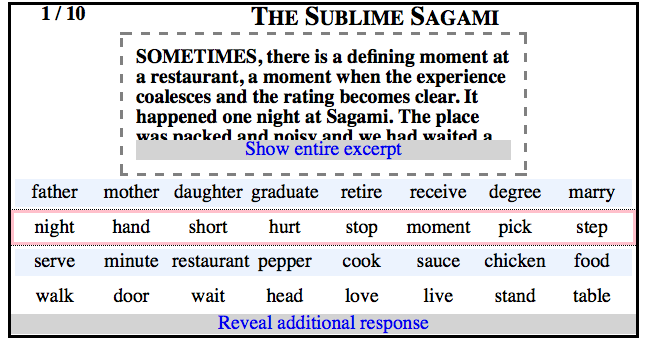 1 / 10 THE SUBLIME SAGAMI
SOMETIMES, there is a defining moment at
a restaurant, a moment when the experience
coalesces and the rating becomes clear. It
happened one night at Sagami. The place
was packed and noisy and we had waited a
Show entire excerpt
father mother daughter graduate retire receive degree marry
night hand short hurt stop moment pick step
serve minute restaurant pepper cook sauce chicken food
walk door wait head love live stand table
Reveal additional response